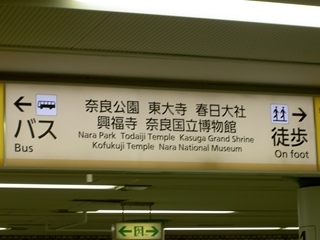 ← →
バス
Bus
奈良公園 東大寺 春日大社
興福寺 奈良国立博物館
Nara Park Todaiji Temple Kasuga Grand Shrine
Kofukuji Temple Nara National Museum
徒歩
On foot